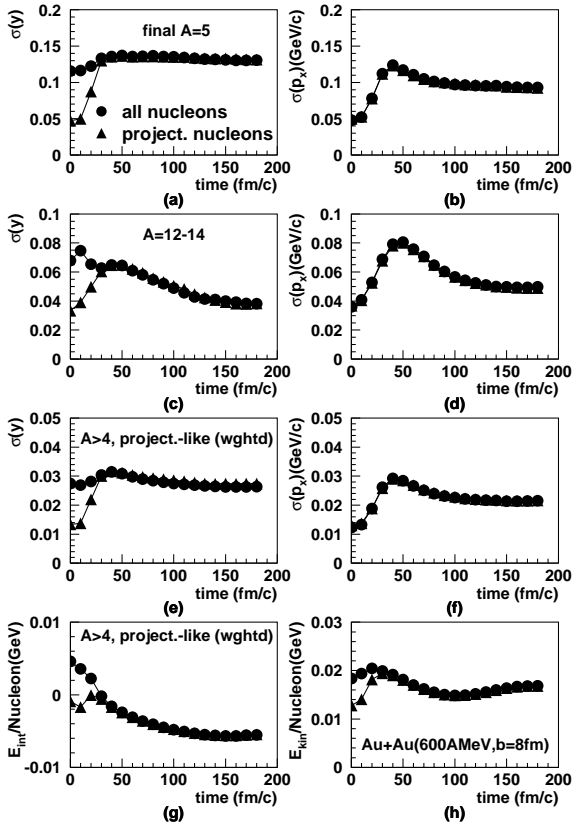 σ(y)
0.2
0.15
0.1
0.05
0
final A=5
all nucleons
project. nucleons
0 50 100 150 200
time (fm/c)
(a)
σ(px)(GeV/c)
0.2
0.15
0.1
0.05
0
0 50 100 150 200
time (fm/c)
(b)
σ(y)
0.1
0.08
0.06
0.04
0.02
0
A=12-14
0 50 100 150 200
time (fm/c)
(c)
σ(px)(GeV/c)
0.1
0.08
0.06
0.04
0.02
0
0 50 100 150 200
time (fm/c)
(d)
σ(y)
0.05
0.04
0.03
0.02
0.01
0
A>4, project.-like (wghtd)
0 50 100 150 200
time (fm/c)
(e)
σ(px)(GeV/c)
0.05
0.04
0.03
0.02
0.01
0
0 50 100 150 200
time (fm/c)
(f)
Eint/Nucleon(GeV)
0.01
0
-0.01
A>4, project.-like (wghtd)
0 50 100 150 200
time (fm/c)
(g)
Ekin/Nucleon(GeV)
0.03
0.02
0.01
0
Au+Au(600AMeV,b=8fm)
0 50 100 150 200
time (fm/c)
(h)